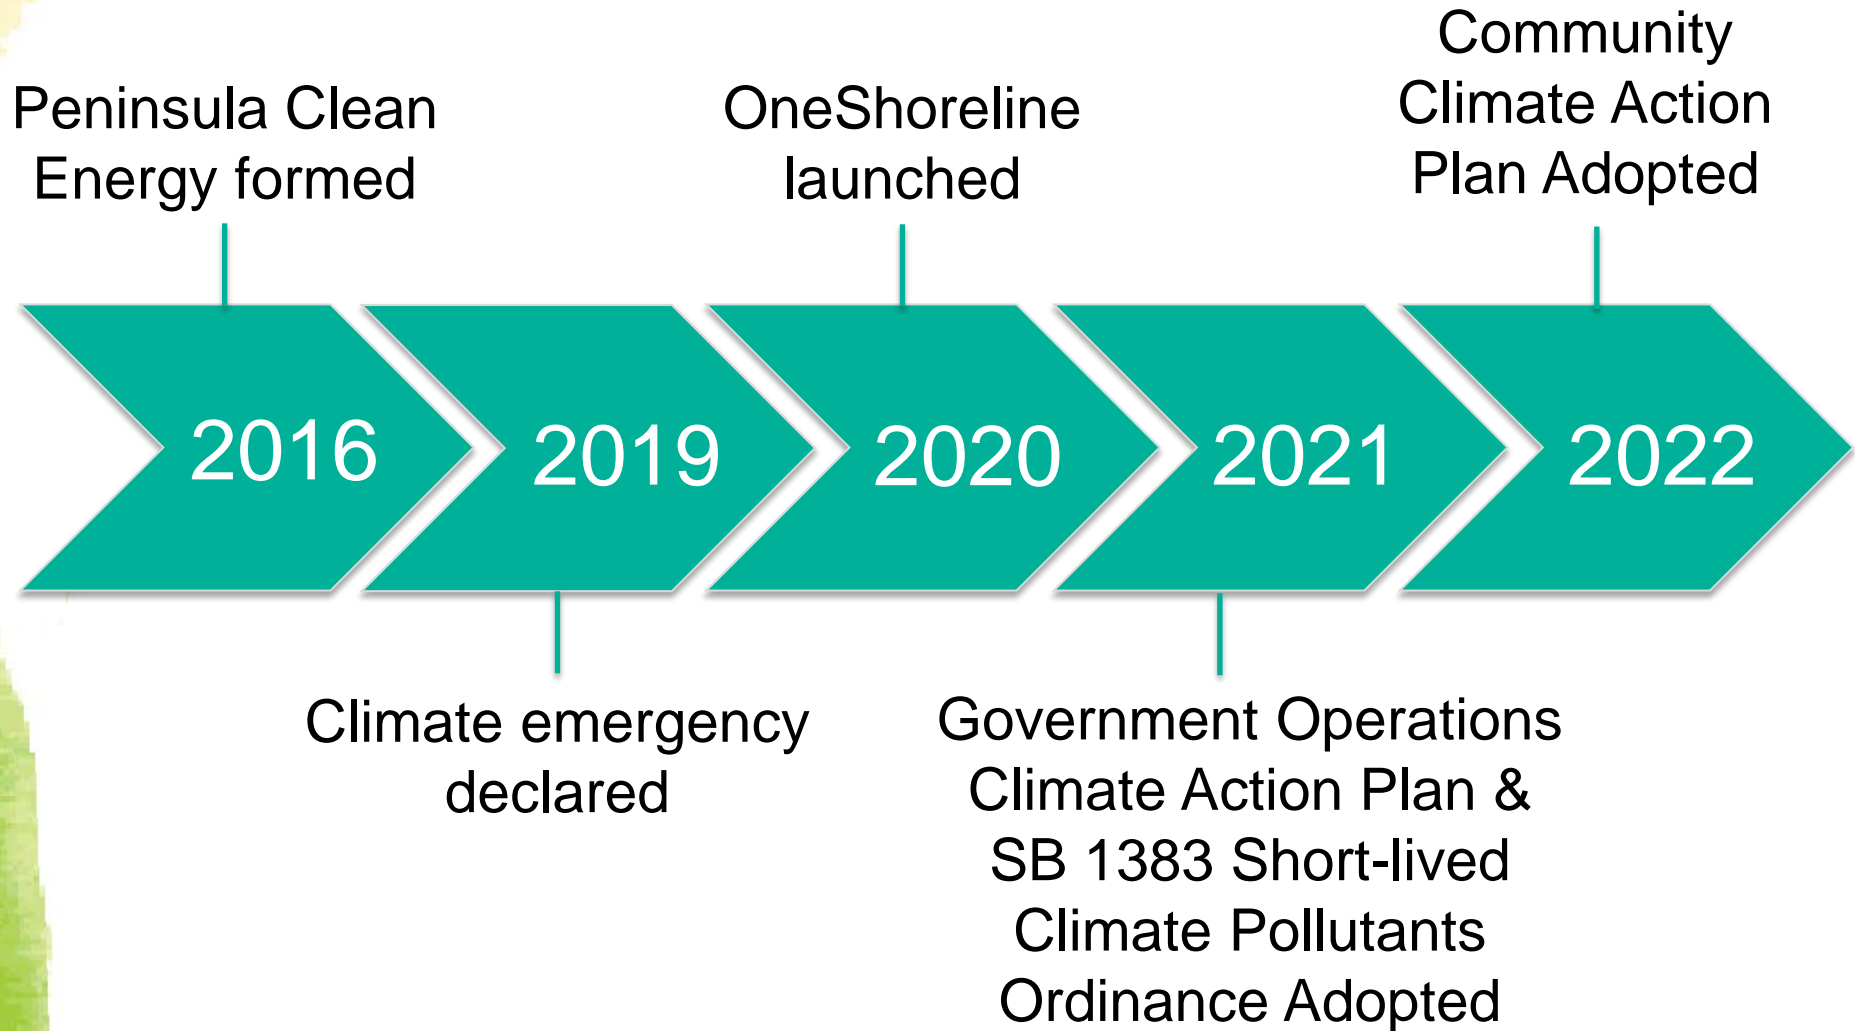 Peninsula Clean
Energy formed
OneShoreline
launched
Community
Climate Action
Plan Adopted
2016
2019
2020
2021
2022
Climate emergency
declared
Government Operations
Climate Action Plan &
SB 1383 Short-lived
Climate Pollutants
Ordinance Adopted